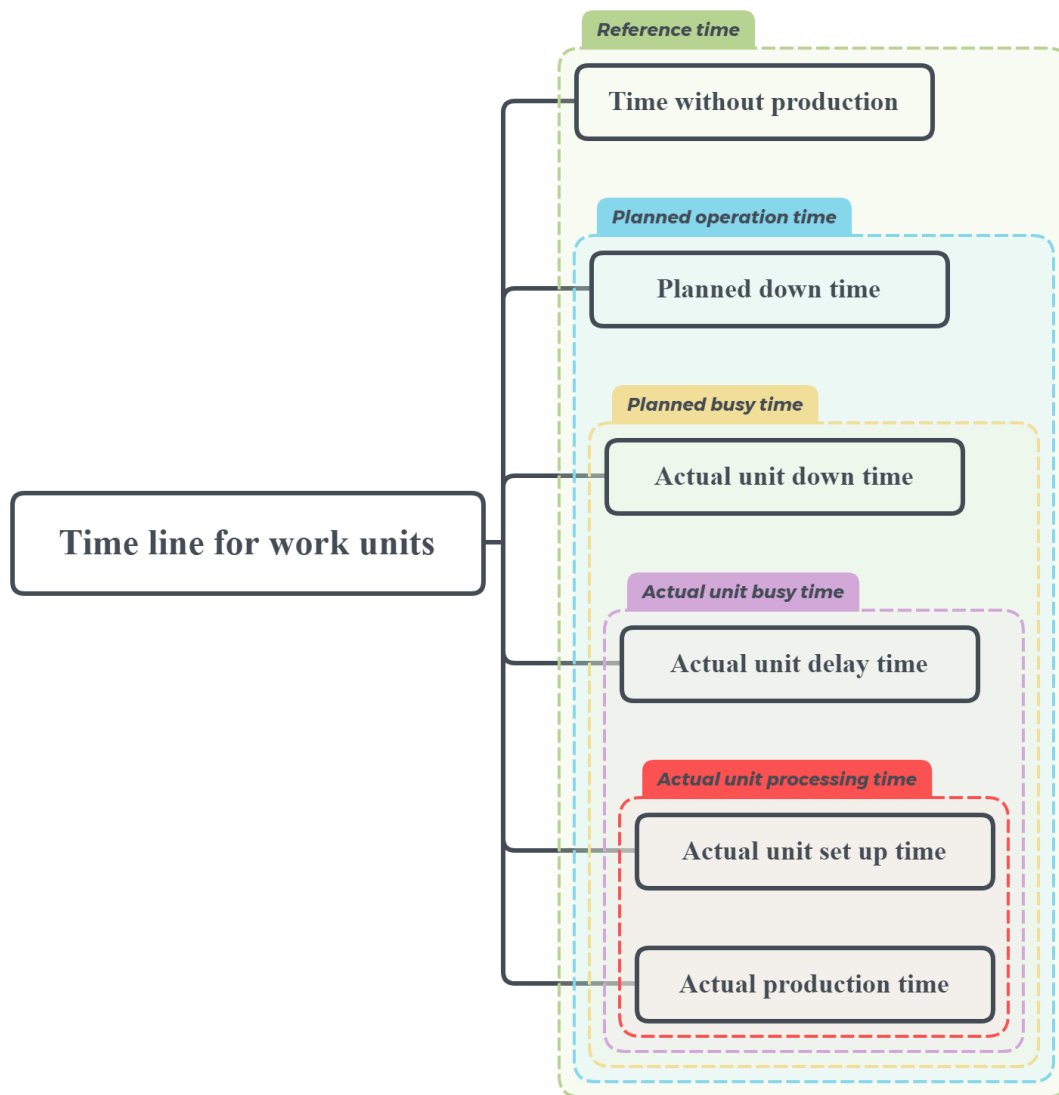 Reference time
Time without production
Planned operation time
Planned down time
Planned busy time
Actual unit down time
Time line for work units
Actual unit busy time
Actual unit delay time
Actual unit processing time
Actual unit set up time
Actual production time